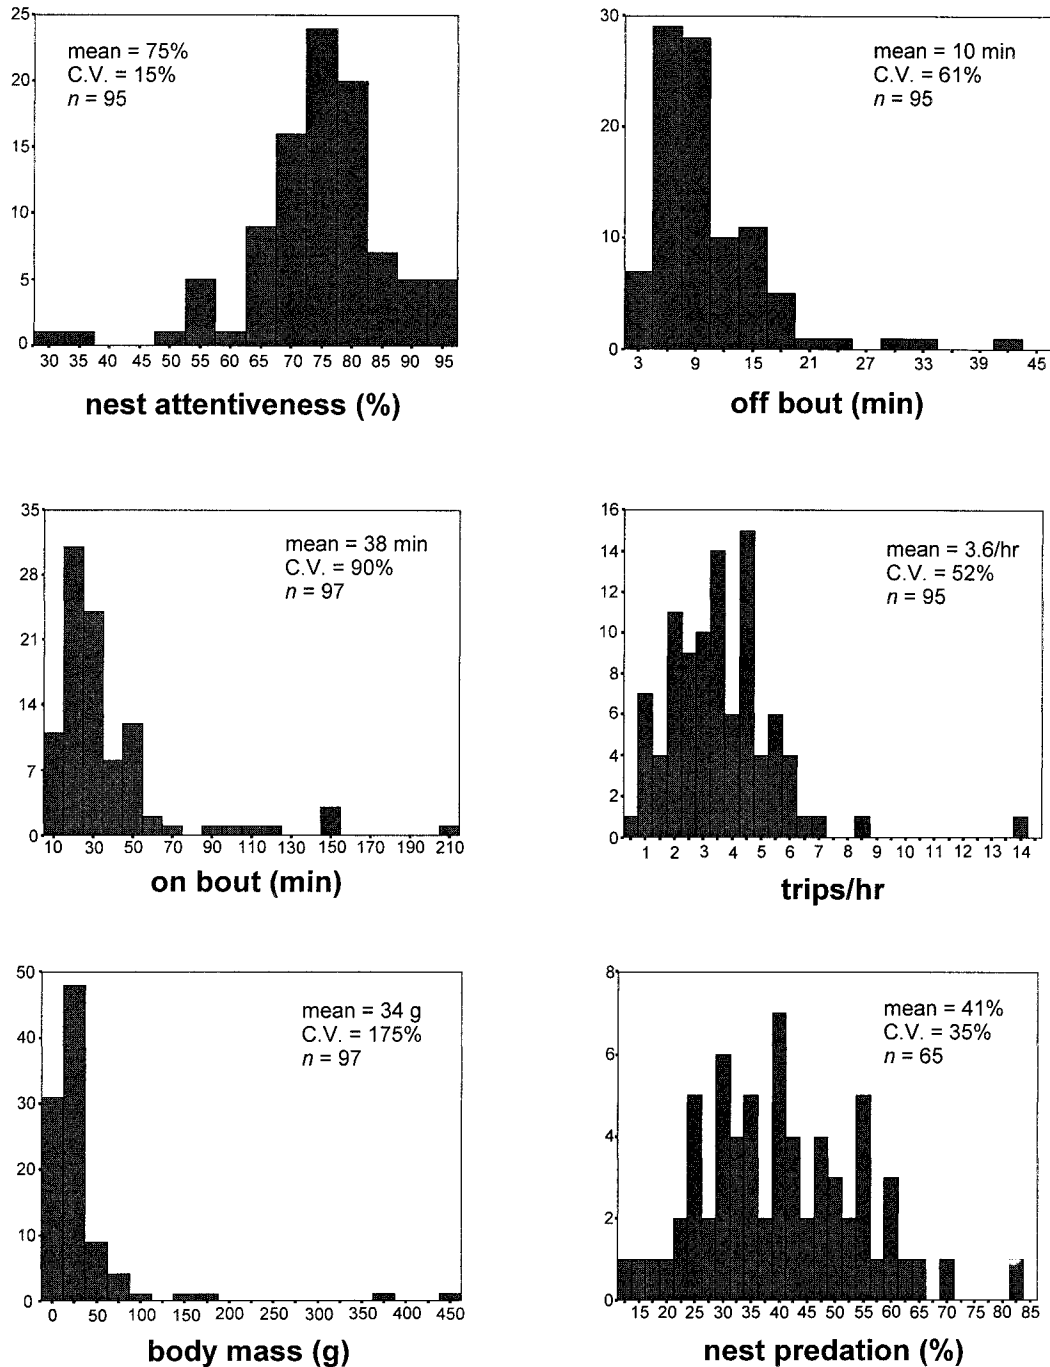 25
20
15
10
5
0
mean = 75%
C.V. = 15%
n = 95
30 35 40 45 50 55 60 65 70 75 80 85 90 95
nest attentiveness (%)
30
20
10
0
mean = 10 min
C.V. = 61%
n = 95
3 9 15 21 27 33 39 45
off bout (min)
35
28
21
14
7
0
mean = 38 min
C.V. = 90%
n = 97
10 30 50 70 90 110 130 150 170 190 210
on bout (min)
16
14
12
10
8
6
4
2
0
mean = 3.6/hr
C.V. = 52%
n = 95
1 2 3 4 5 6 7 8 9 10 11 12 13 14
trips/hr
50
40
30
20
10
0
mean = 34 g
C.V. = 175%
n = 97
0 50 100 150 200 250 300 350 400 450
body mass (g)
8
6
4
2
0
mean = 41%
C.V. = 35%
n = 65
15 20 25 30 35 40 45 50 55 60 65 70 75 80 85
nest predation (%)